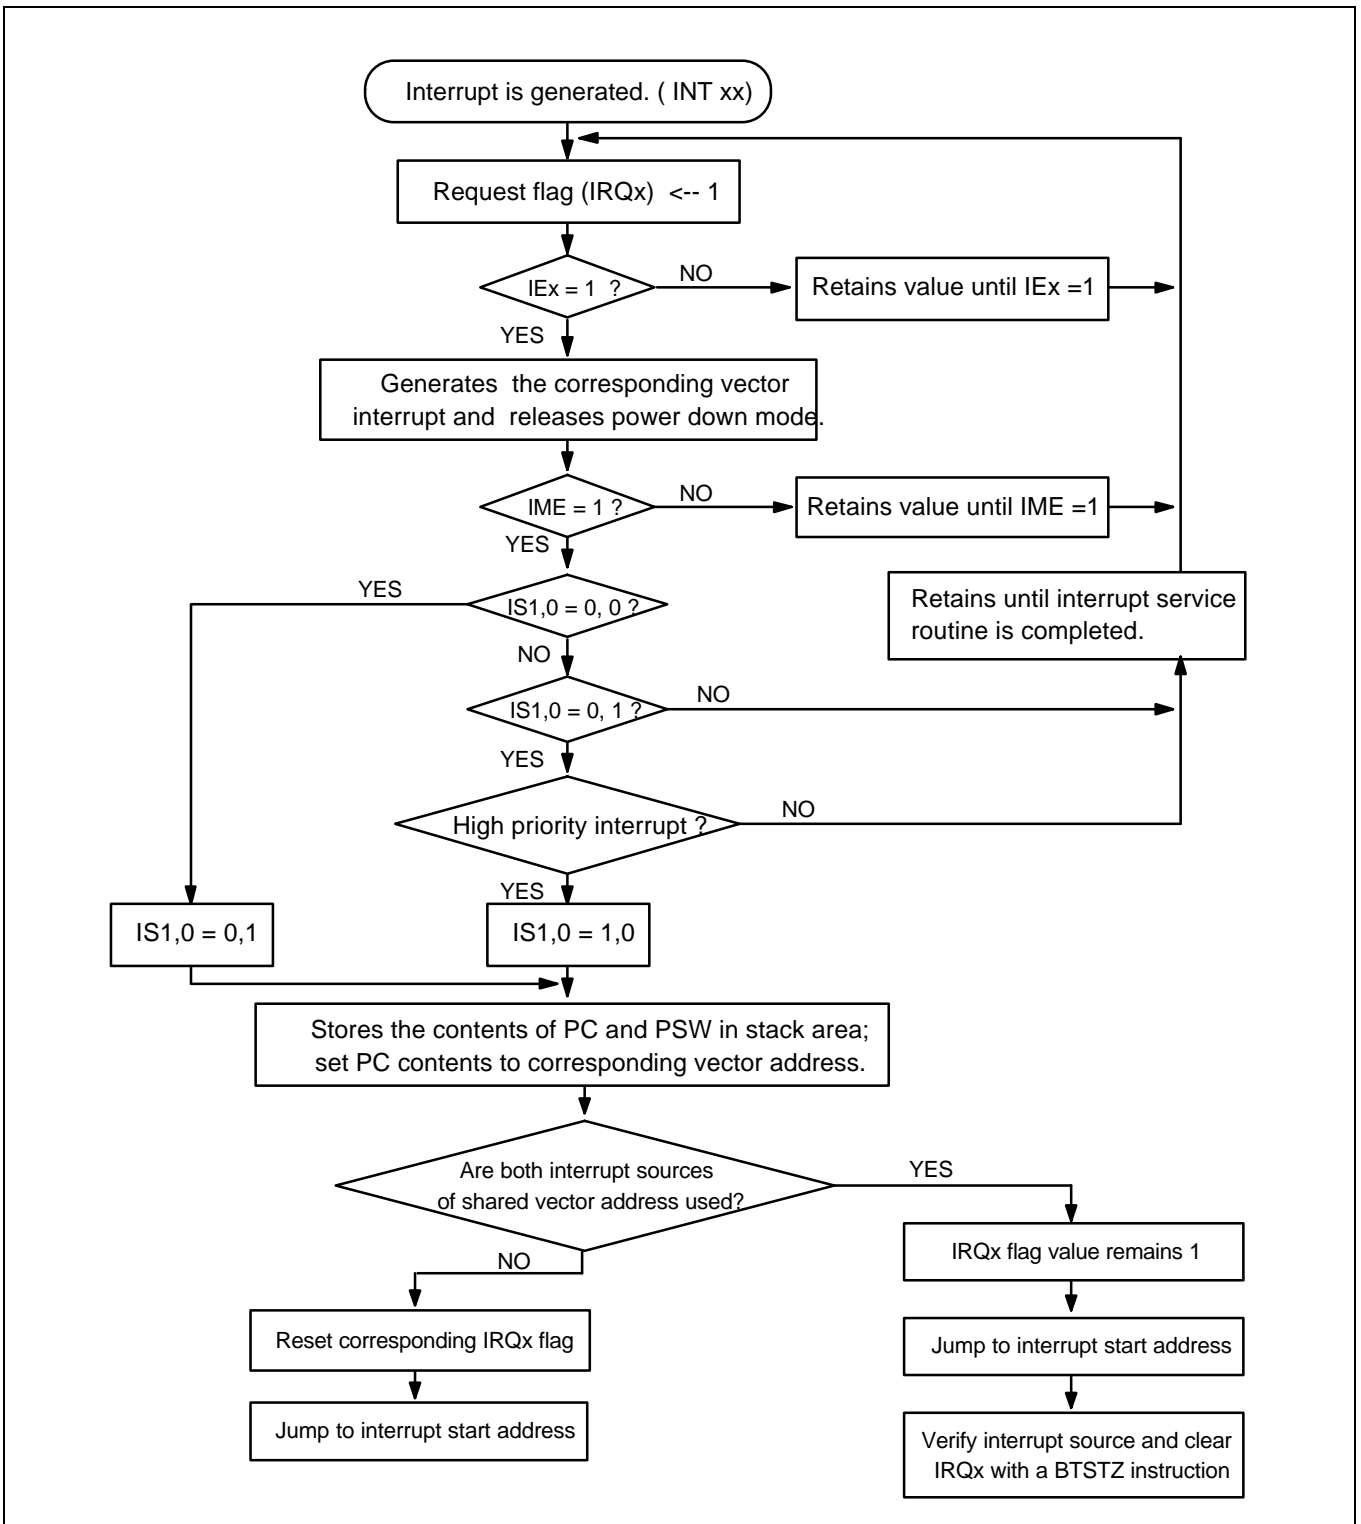 Interrupt is generated. ( INT xx)
Request flag (IRQx) <-- 1
IEx = 1 ?
NO
Retains value until IEx =1
YES
Generates the corresponding vector
interrupt and releases power down mode.
IME = 1 ?
NO
Retains value until IME =1
YES
YES
IS1,0 = 0, 0 ?
Retains until interrupt service
routine is completed.
NO
IS1,0 = 0, 1 ?
NO
YES
High priority interrupt ?
NO
YES
IS1,0 = 0,1
IS1,0 = 1,0
Stores the contents of PC and PSW in stack area;
set PC contents to corresponding vector address.
Are both interrupt sources
of shared vector address used?
YES
NO
IRQx flag value remains 1
Reset corresponding IRQx flag
Jump to interrupt start address
Jump to interrupt start address
Verify interrupt source and clear
IRQx with a BTSTZ instruction